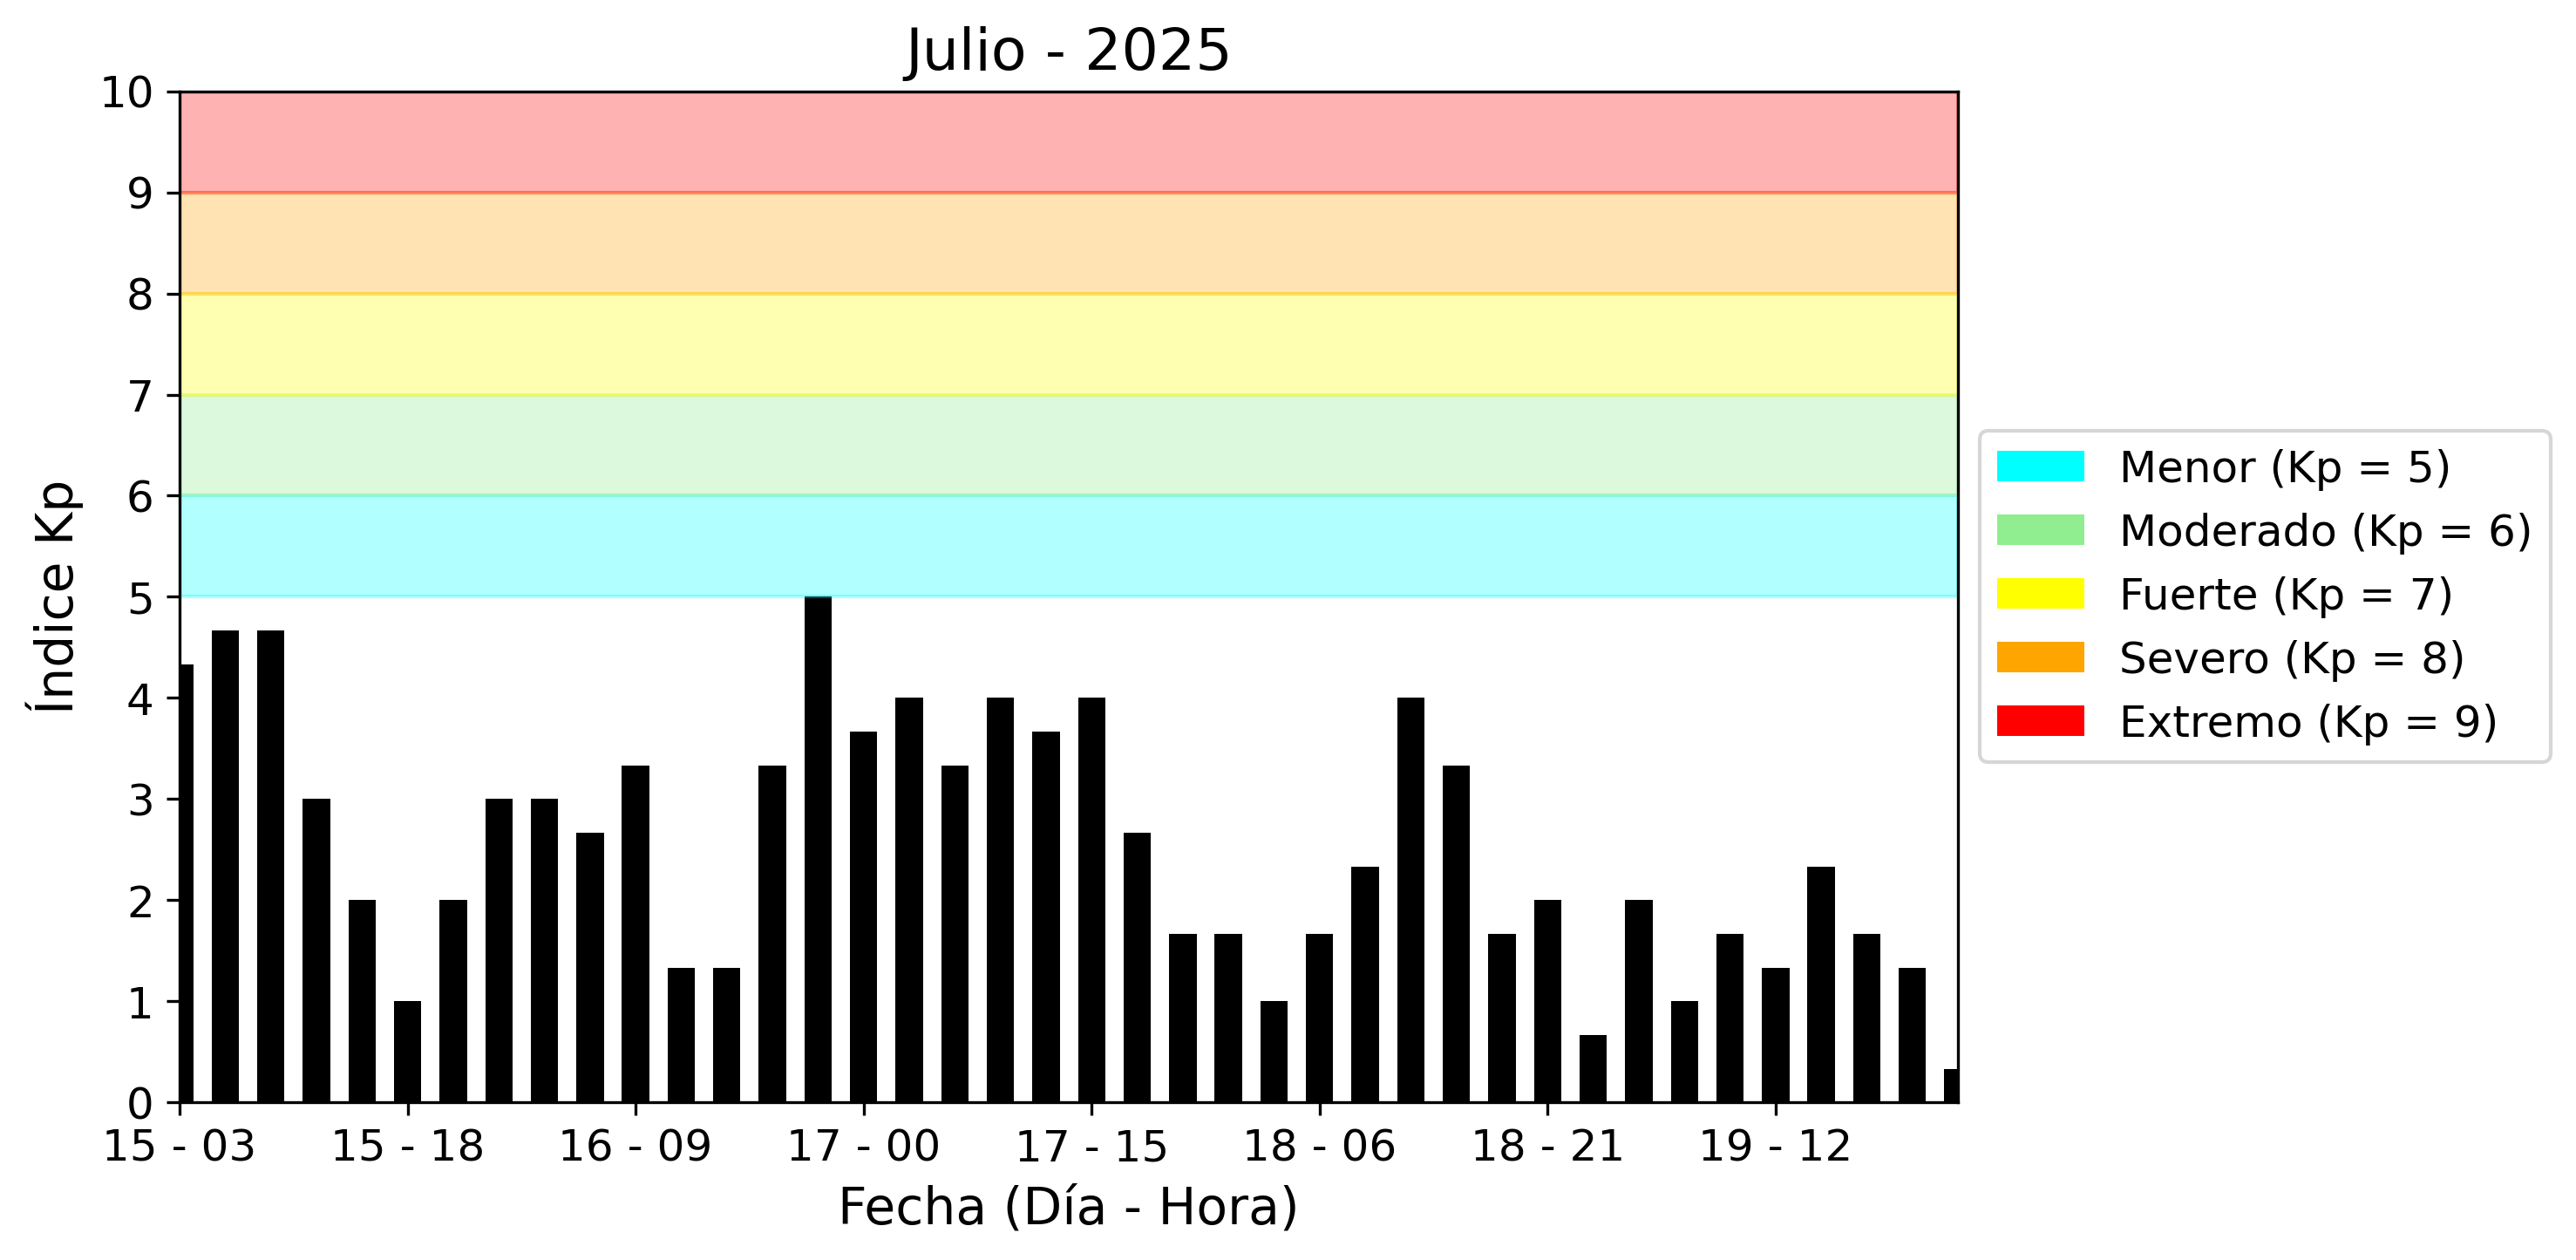 Julio - 2025
10
9
8
7
6
5
4
3
2
1
0
Índice Kp
15 - 03
15 - 18
16 - 09
17 - 00
17 - 15
18 - 06
18 - 21
19 - 12
Fecha (Día - Hora)
Menor (Kp = 5)
Moderado (Kp = 6)
Fuerte (Kp = 7)
Severo (Kp = 8)
Extremo (Kp = 9)